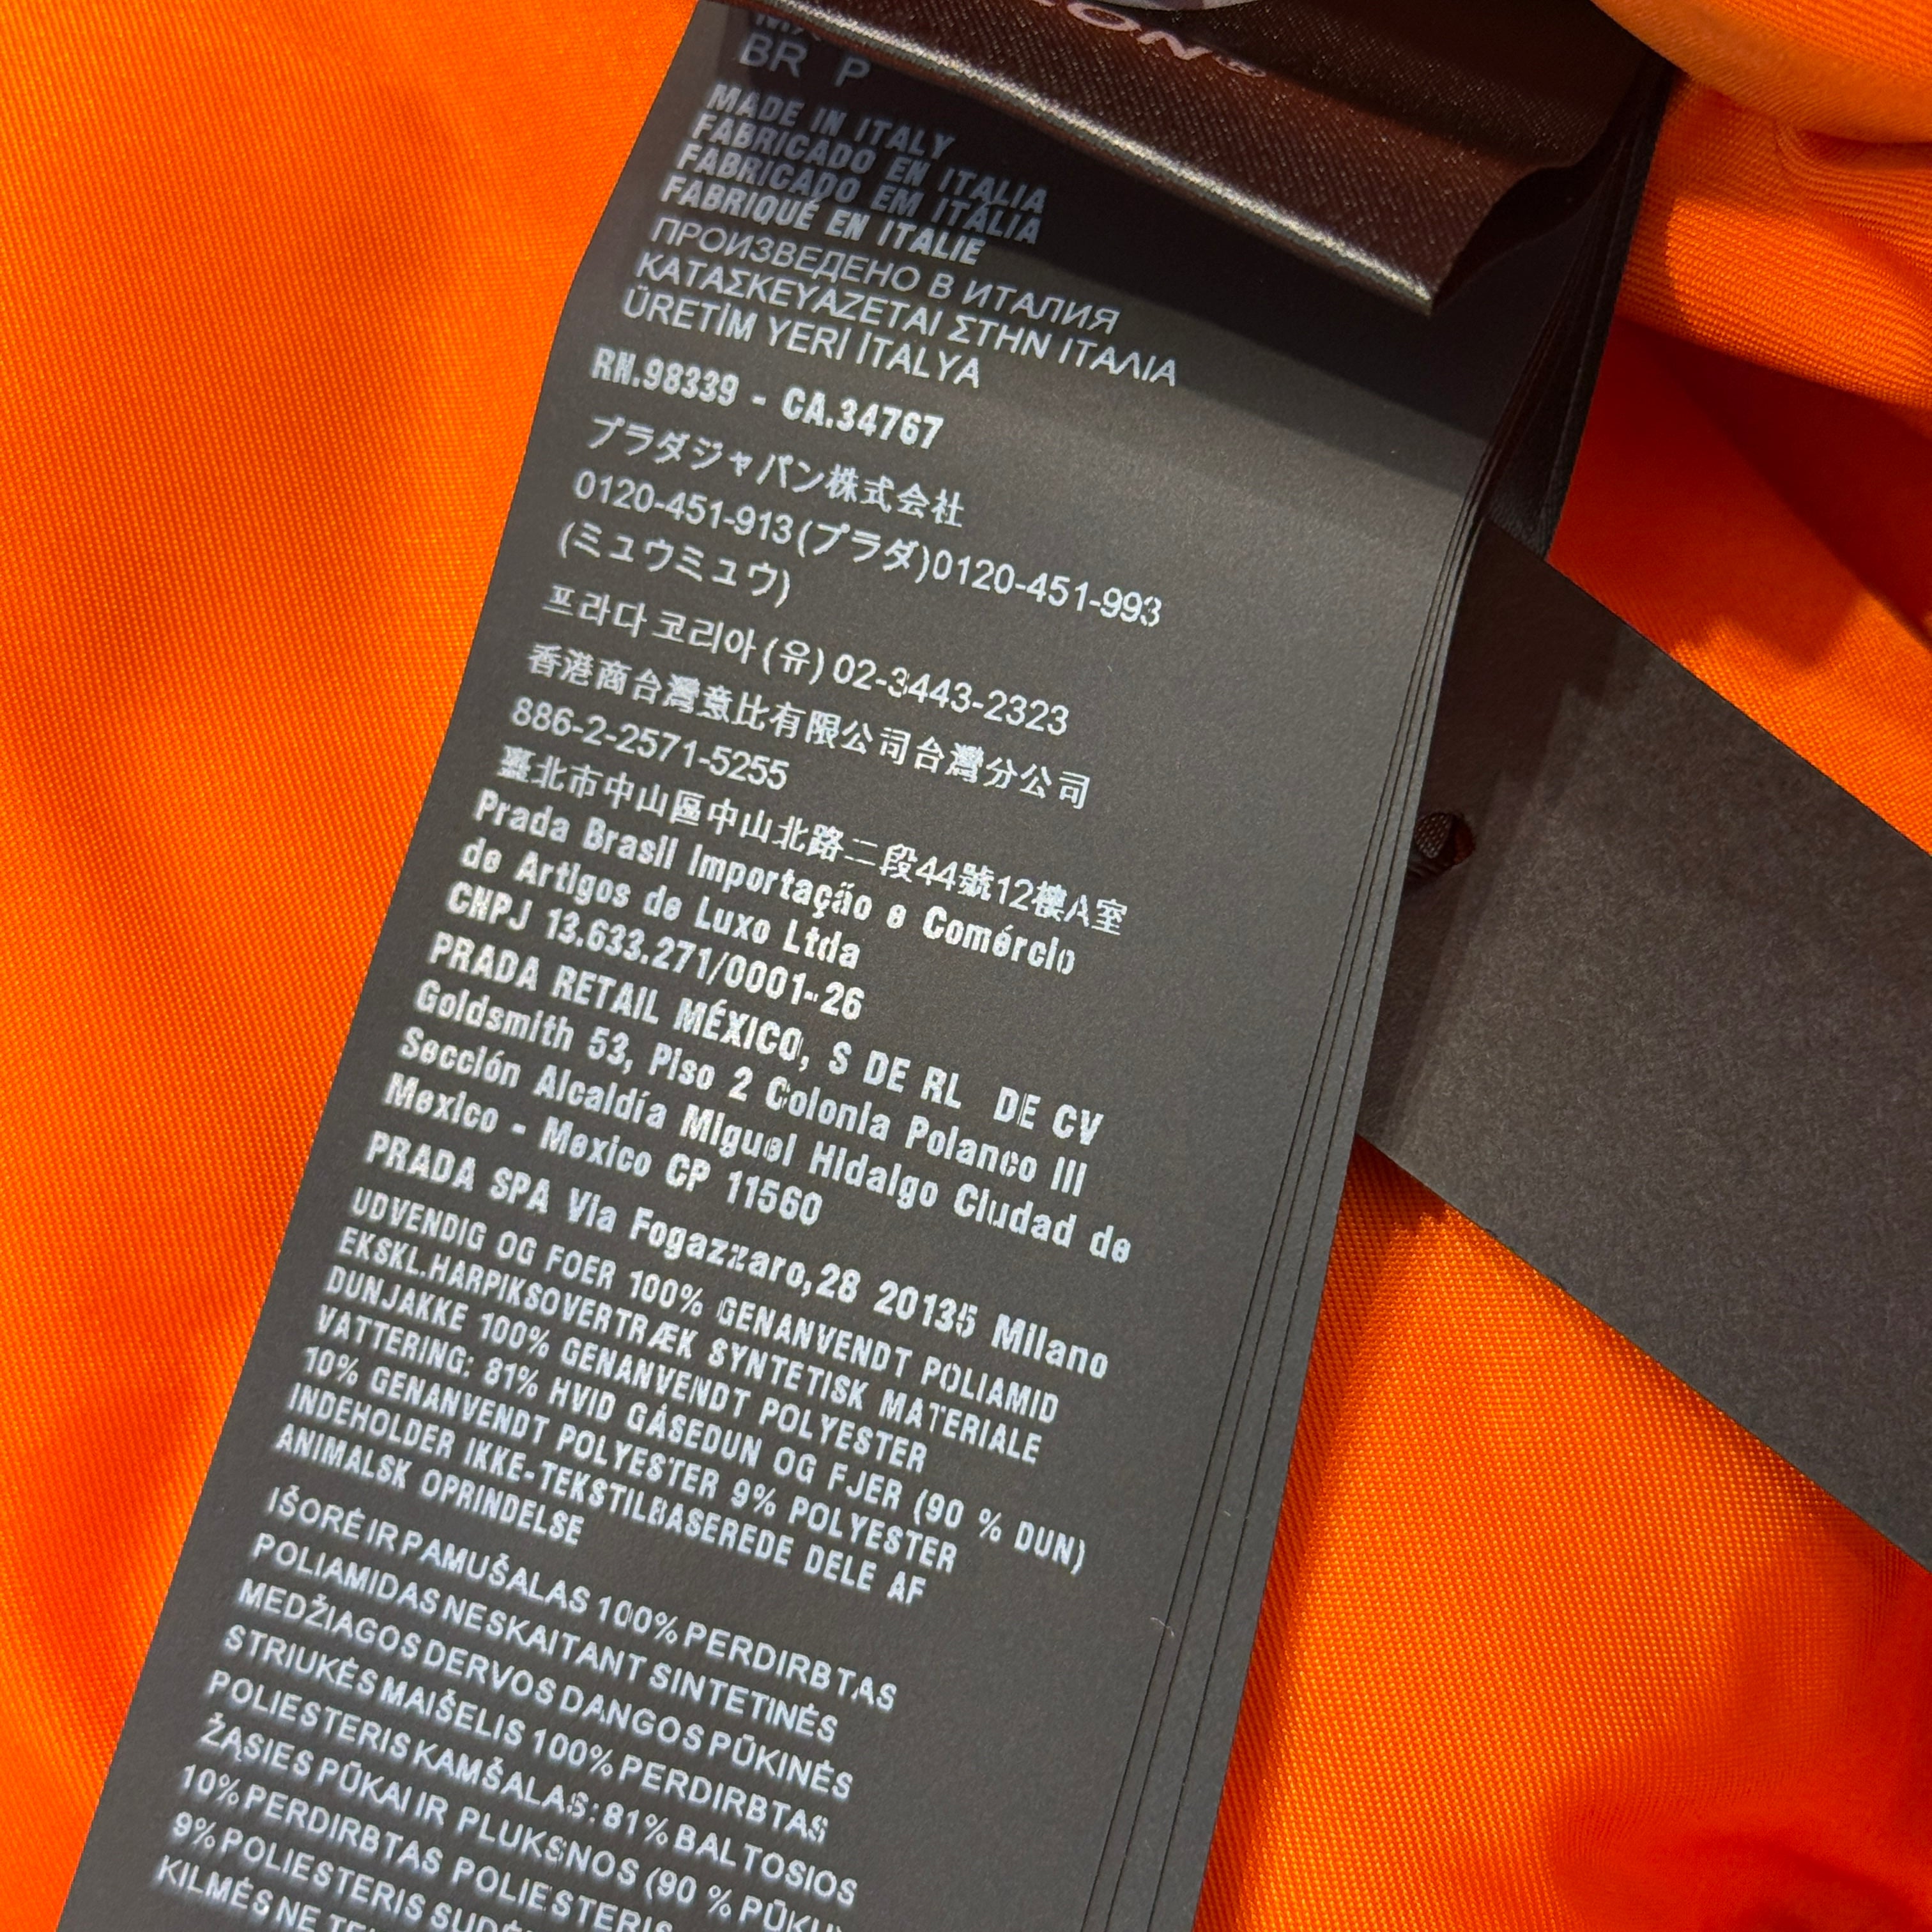 ON®
BR P
MADE IN ITALY
FABRICADO EN ITALIA
FABRICADO EM ITÁLIA
FABRIQUÉ EN ITALIE
ПРОИЗВЕДЕНО В ИТАЛИЯ
ΚΑΤΑΣΚΕΥΑΖΕΤΑΙ ΣΤΗΝ ΙΤΑΛΙΑ
ÜRETİM YERİ İTALYA
RN.98339 - CA.34767
プラダジャパン株式会社
0120-451-913(プラダ)0120-451-993
(ミュウミュウ)
프라다 코리아 (유) 02-3443-2323
香港商台灣意比有限公司台灣分公司
886-2-2571-5255
臺北市中山區中山北路二段44號12樓A室
Prada Brasil Importação e Comércio
de Artigos de Luxo Ltda
CNPJ 13.633.271/0001-26
PRADA RETAIL MÉXICO, S DE RL DE CV
Goldsmith 53, Piso 2 Colonia Polanco III
Sección Alcaldía Miguel Hidalgo Ciudad de
Mexico - Mexico CP 11560
PRADA SPA Via Fogazzaro,28 20135 Milano
UDVENDIG OG FOER 100% GENANVENDT POLIAMID
EKSKL.HARPIKSOVERTRÆK SYNTETISK MATERIALE
DUNJAKKE 100% GENANVENDT POLYESTER
VATTERING: 81% HVID GÅSEDUN OG FJER (90 % DUN)
10% GENANVENDT POLYESTER 9% POLYESTER
INDEHOLDER IKKE-TEKSTILBASEREDE DELE AF
ANIMALSK OPRINDELSE
IŠORĖ IR PAMUŠALAS 100% PERDIRBTAS
POLIAMIDAS NESKAITANT SINTETINĖS
MEDŽIAGOS DERVOS DANGOS PŪKINĖS
STRIUKĖS MAIŠELIS 100% PERDIRBTAS
POLIESTERIS KAMŠALAS: 81% BALTOSIOS
ŽĄSIES PŪKAI IR PLUKSNOS (90 % PŪKŲ)
10% PERDIRBTAS POLIESTERIS
9% POLIESTERIS
KILMĖS NE